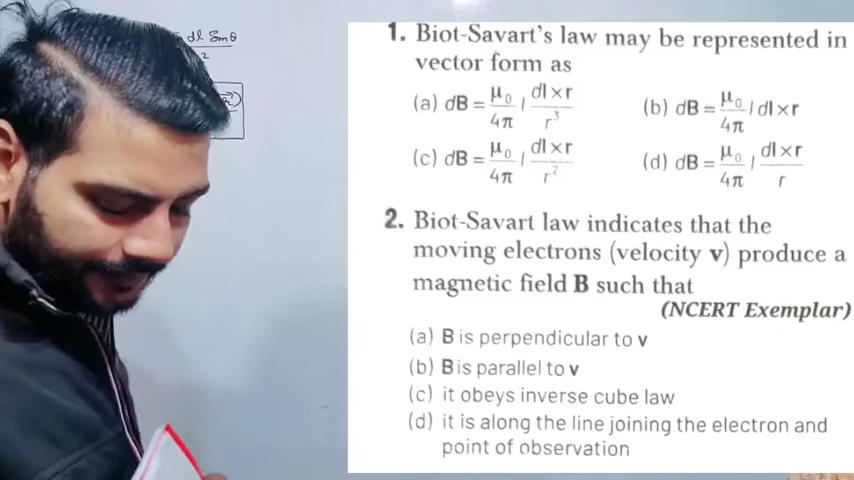 dl Sinθ
2
1. Biot-Savart's law may be represented in
vector form as
(a) dB = μ₀/4π I dl×r/r³
(b) dB = μ₀/4π I dl×r
(c) dB = μ₀/4π I dl×r/r²
(d) dB = μ₀/4π I dl×r/r
2. Biot-Savart law indicates that the
moving electrons (velocity v) produce a
magnetic field B such that
(NCERT Exemplar)
(a) B is perpendicular to v
(b) B is parallel to v
(c) it obeys inverse cube law
(d) it is along the line joining the electron and
point of observation